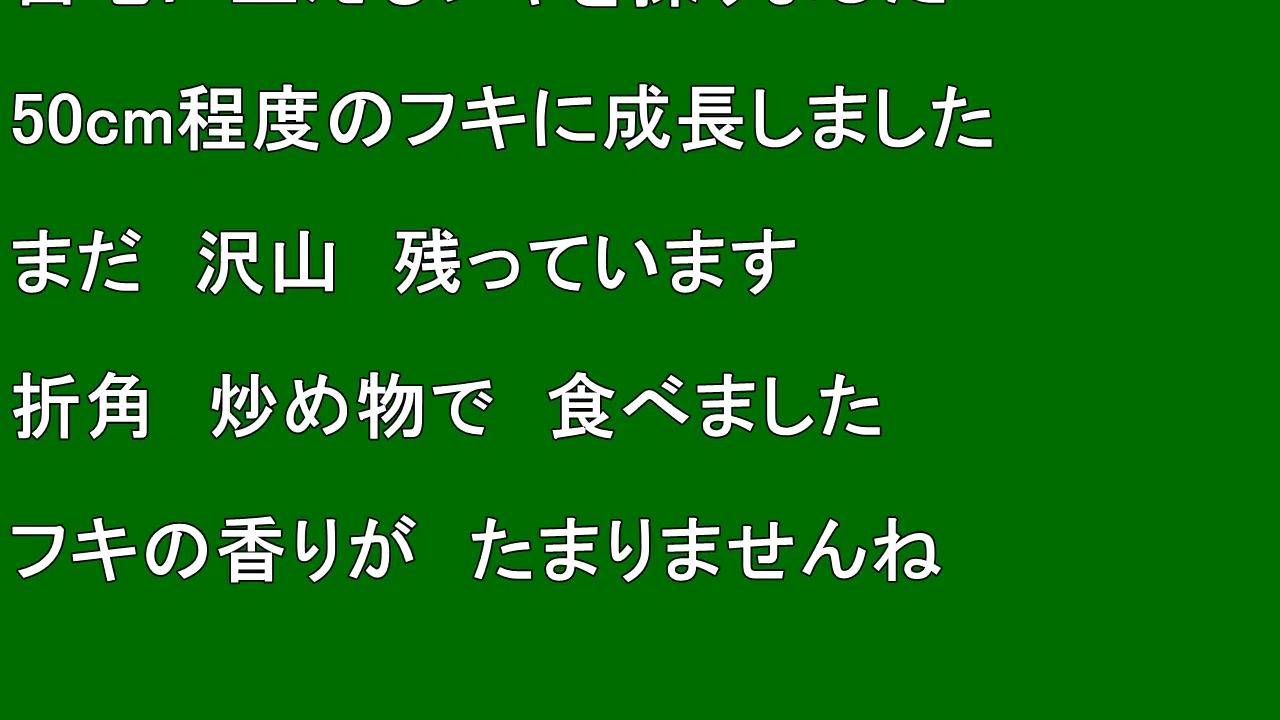 50cm程度のフキに成長しました
まだ　沢山　残っています
折角　炒め物で　食べました
フキの香りが　たまりませんね